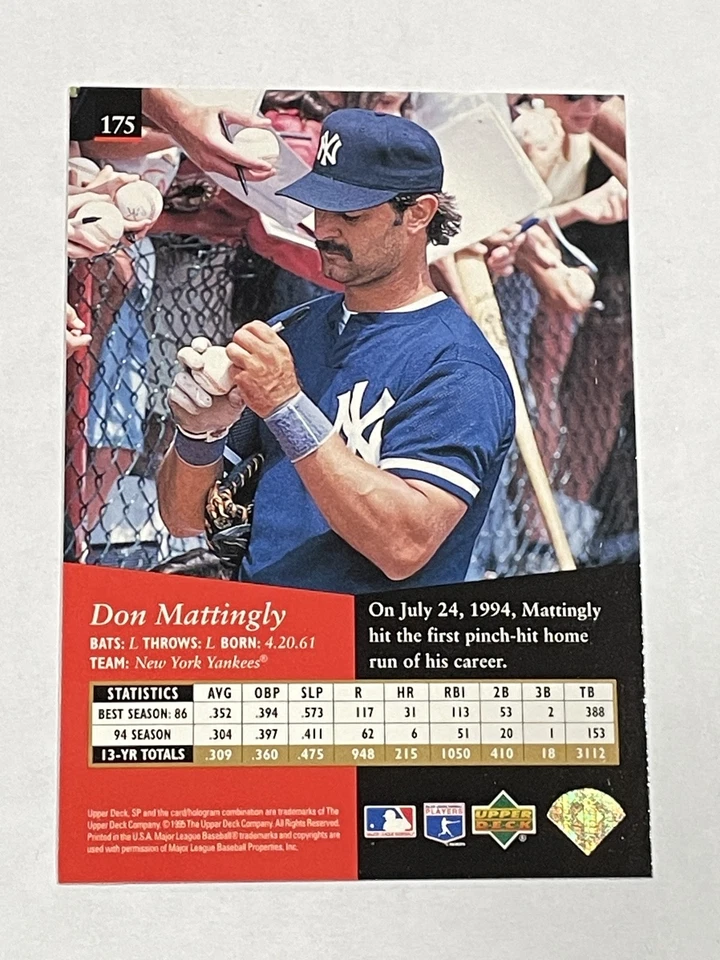 175
NY
NY
Don Mattingly
BATS: L THROWS: L BORN: 4.20.61
TEAM: New York Yankees®
On July 24, 1994, Mattingly
hit the first pinch-hit home
run of his career.
STATISTICS AVG OBP SLP R HR RBI 2B 3B TB
BEST SEASON: 86 .352 .394 .573 117 31 113 53 2 388
94 SEASON .304 .397 .411 62 6 51 20 1 153
13-YR TOTALS .309 .360 .475 948 215 1050 410 18 3112
Upper Deck, SP and the card/hologram combination are trademarks of The
Upper Deck Company. © 1995 The Upper Deck Company. All Rights Reserved.
Printed in the U.S.A. Major League Baseball® trademarks and copyrights are
used with permission of Major League Baseball Properties, Inc.
PLAYERS
UPPER
DECK